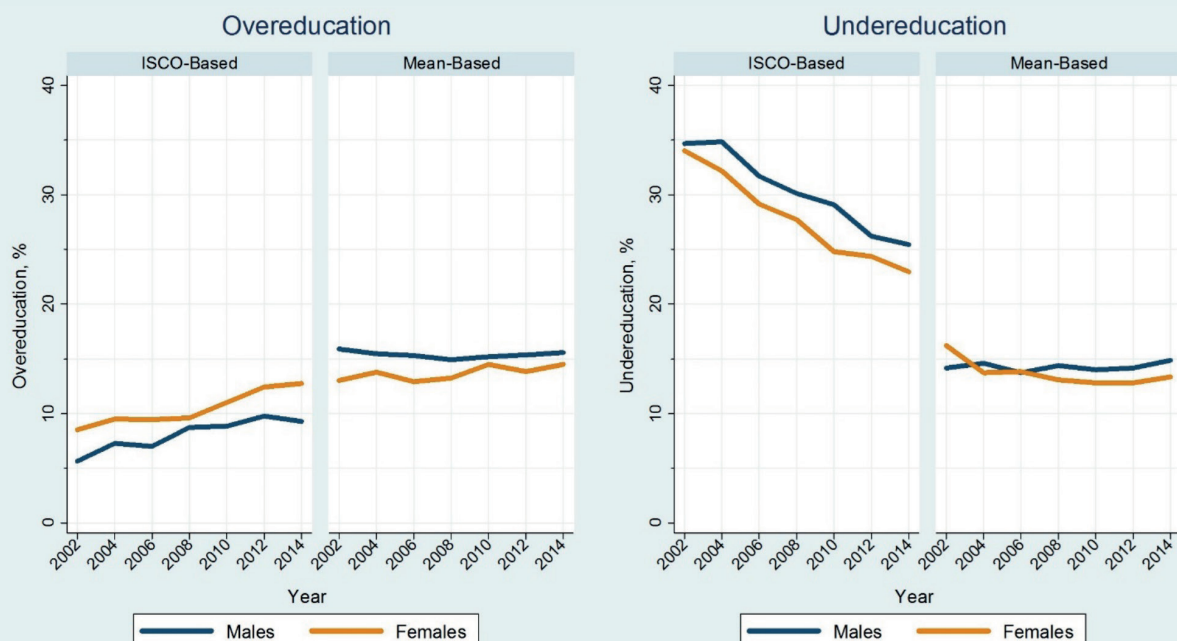 Overeducation
ISCO-Based
Mean-Based
Overeducation, %
40
30
20
10
0
2002
2004
2006
2008
2010
2012
2014
2002
2004
2006
2008
2010
2012
2014
Year
Males
Females
Undereducation
ISCO-Based
Mean-Based
Undereducation, %
40
30
20
10
0
2002
2004
2006
2008
2010
2012
2014
2002
2004
2006
2008
2010
2012
2014
Year
Males
Females